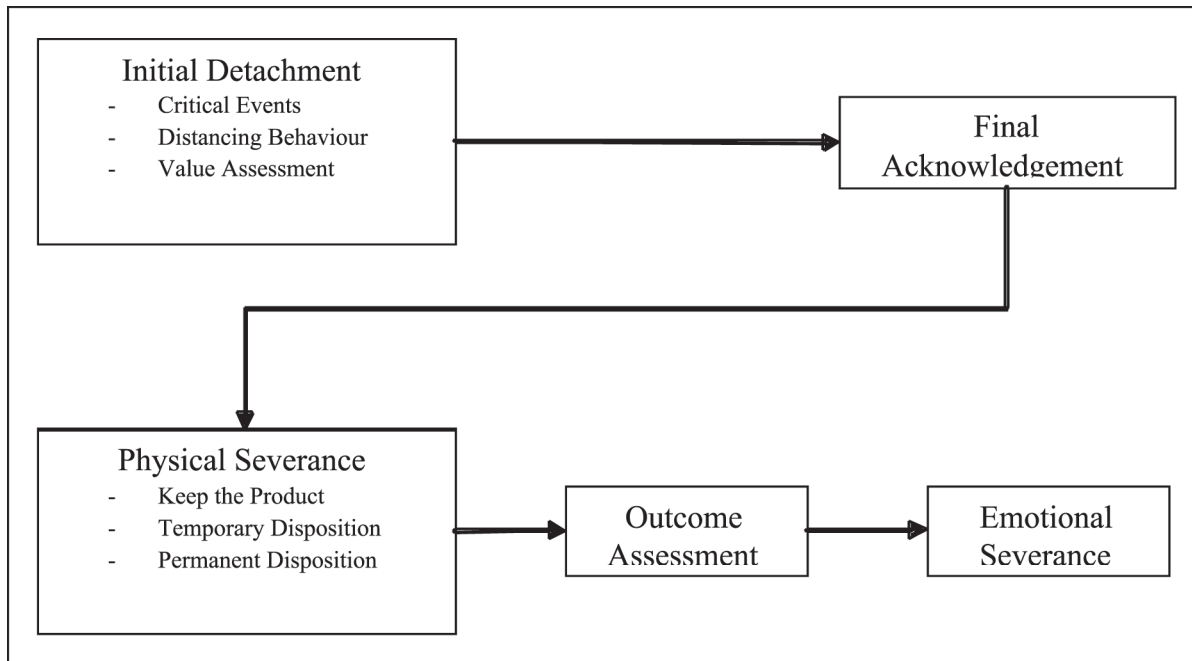 Initial Detachment
- Critical Events
- Distancing Behaviour
- Value Assessment
Final
Acknowledgement
Physical Severance
- Keep the Product
- Temporary Disposition
- Permanent Disposition
Outcome
Assessment
Emotional
Severance